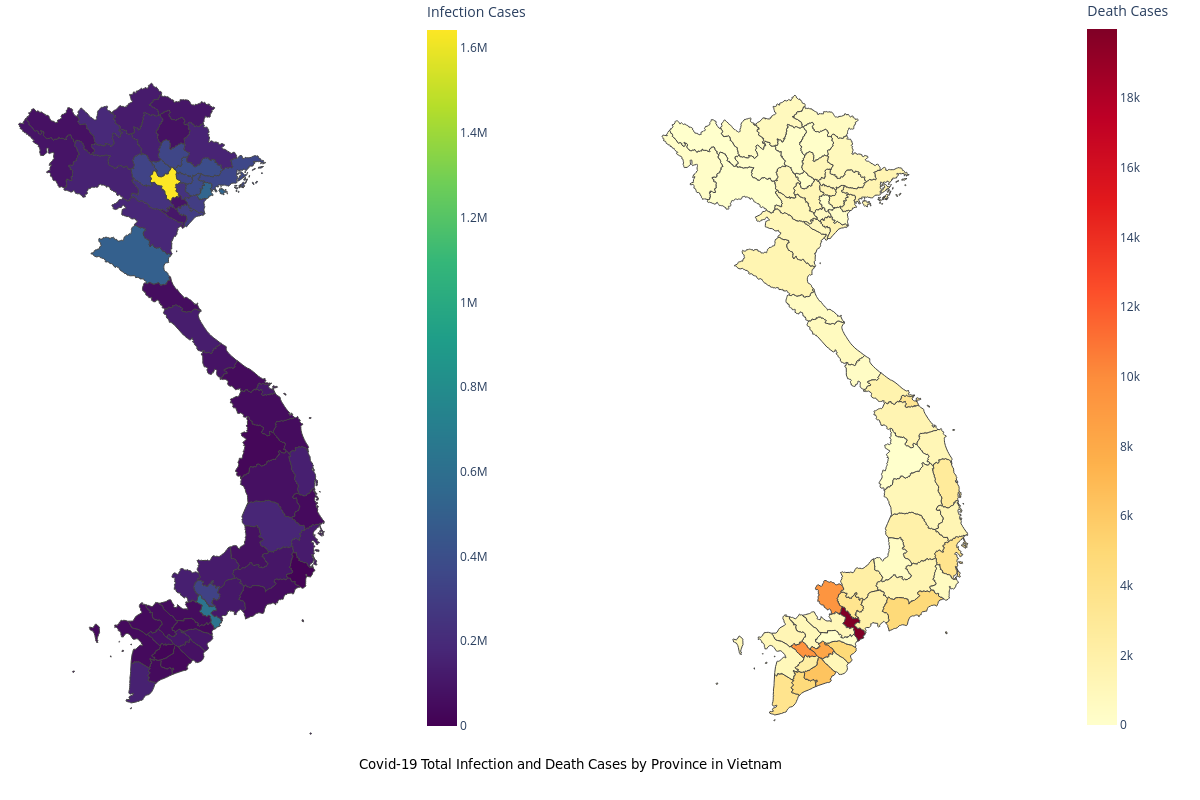 Infection Cases
1.6M
1.4M
1.2M
1M
0.8M
0.6M
0.4M
0.2M
0
Death Cases
18k
16k
14k
12k
10k
8k
6k
4k
2k
0
Covid-19 Total Infection and Death Cases by Province in Vietnam